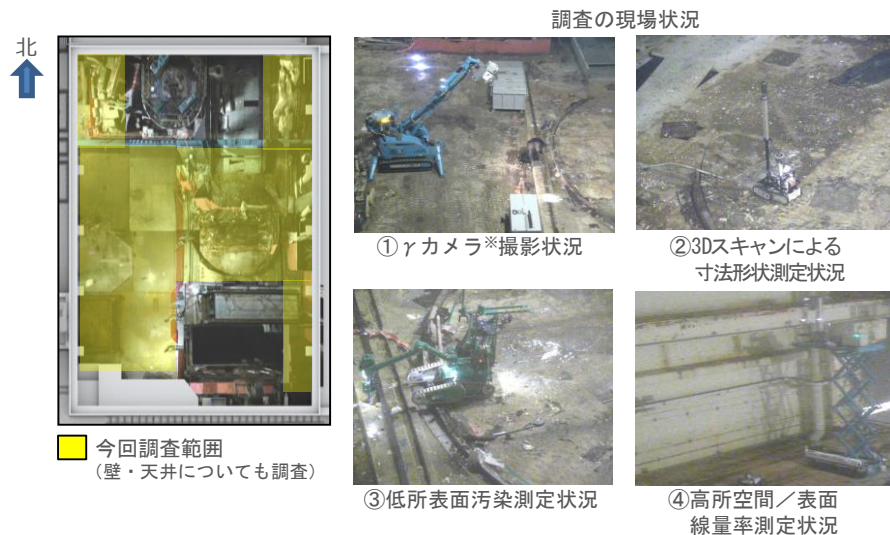 調査の現場状況
北
①γカメラ※撮影状況
②3Dスキャンによる
寸法形状測定状況
今回調査範囲
(壁・天井についても調査)
③低所表面汚染測定状況
④高所空間／表面
線量率測定状況